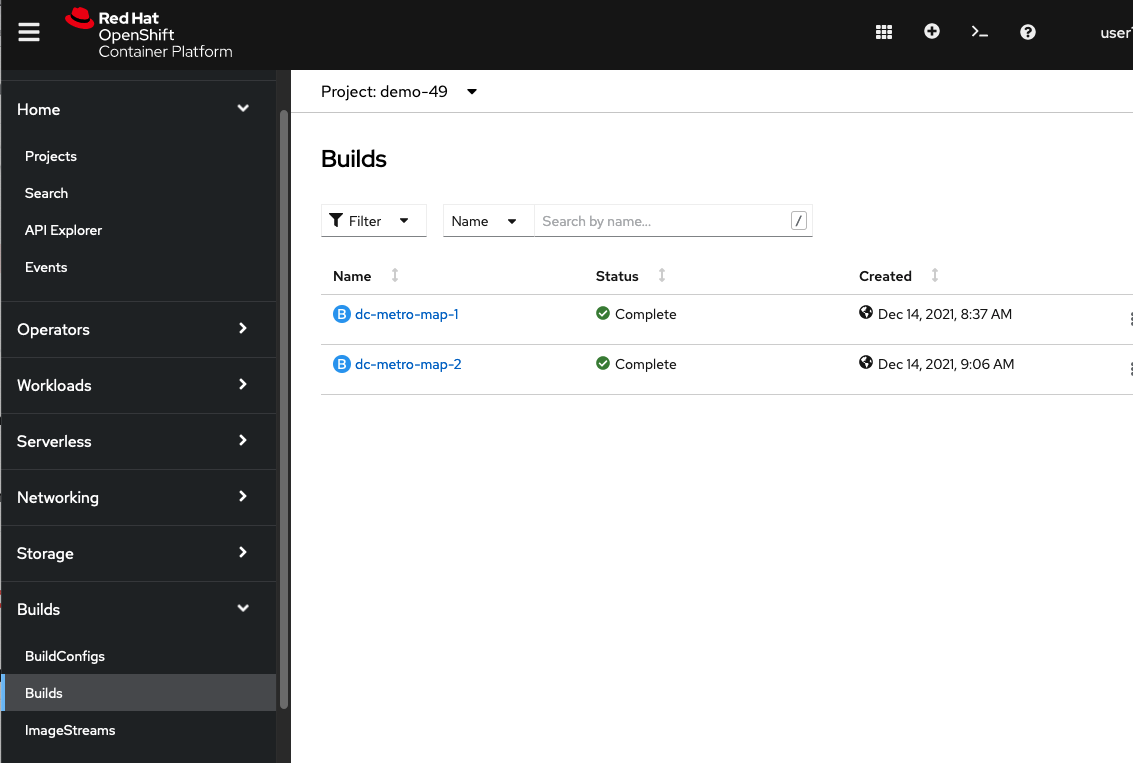 Red Hat
OpenShift
Container Platform
user
Home
Projects
Search
API Explorer
Events
Operators
Workloads
Serverless
Networking
Storage
Builds
BuildConfigs
Builds
ImageStreams
Project: demo-49
Builds
Filter Name Search by name... /
Name Status Created
B dc-metro-map-1 Complete Dec 14, 2021, 8:37 AM
B dc-metro-map-2 Complete Dec 14, 2021, 9:06 AM